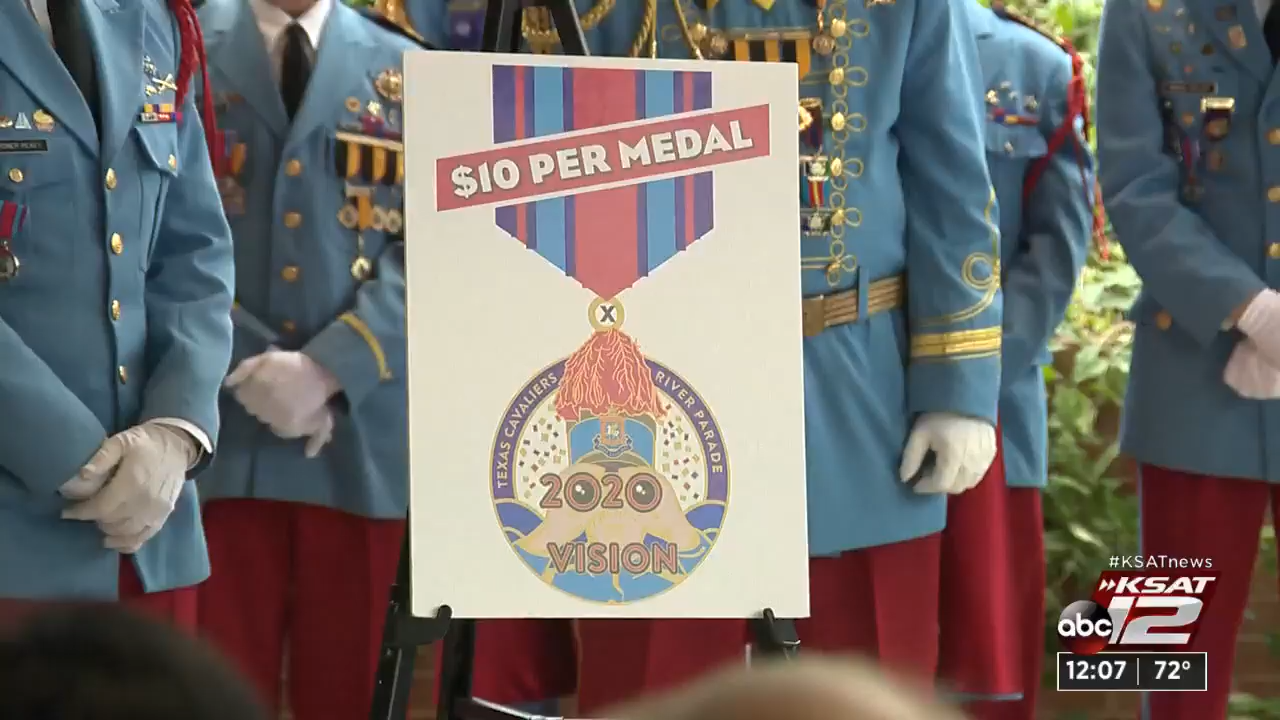 $10 PER MEDAL
X
TEXAS CAVALIERS RIVER PARADE
2020
VISION
#KSATnews
KSAT
abc 12
12:07 72°